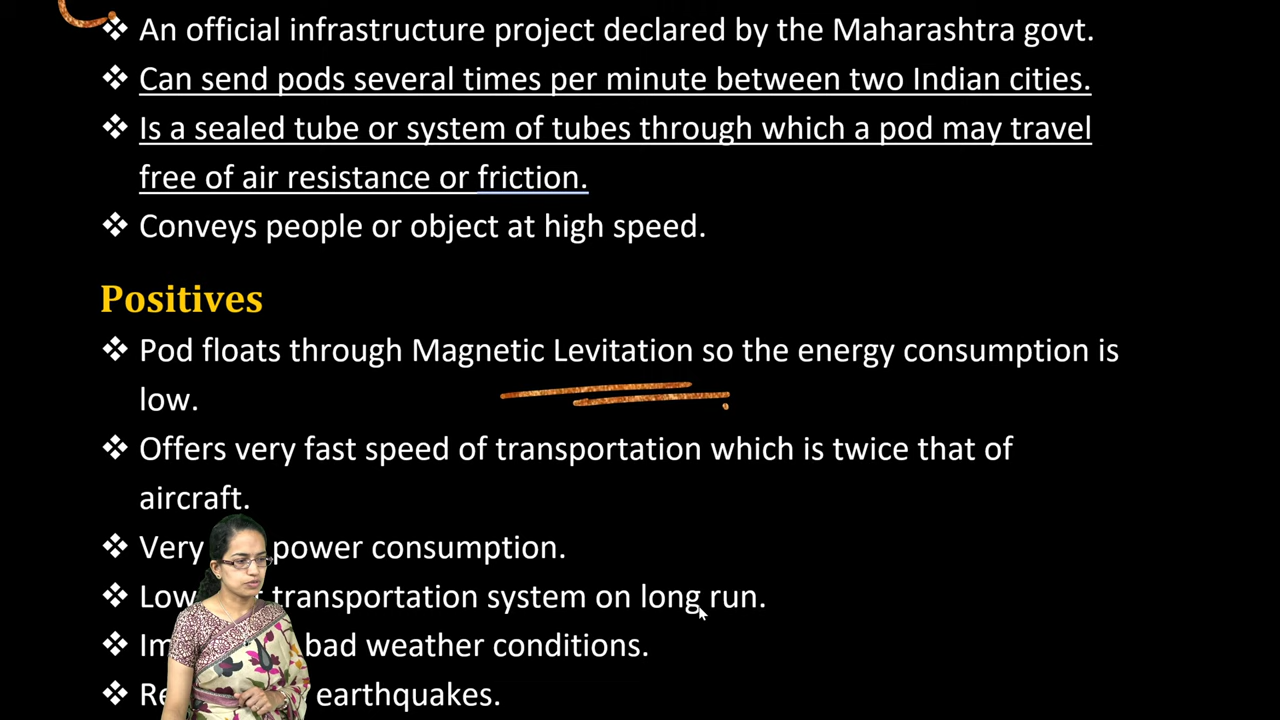 ❖ An official infrastructure project declared by the Maharashtra govt.
❖ Can send pods several times per minute between two Indian cities.
❖ Is a sealed tube or system of tubes through which a pod may travel
free of air resistance or friction.
❖ Conveys people or object at high speed.
Positives
❖ Pod floats through Magnetic Levitation so the energy consumption is
low.
❖ Offers very fast speed of transportation which is twice that of
aircraft.
❖ Very power consumption.
❖ Low transportation system on long run.
❖ bad weather conditions.
❖ earthquakes.